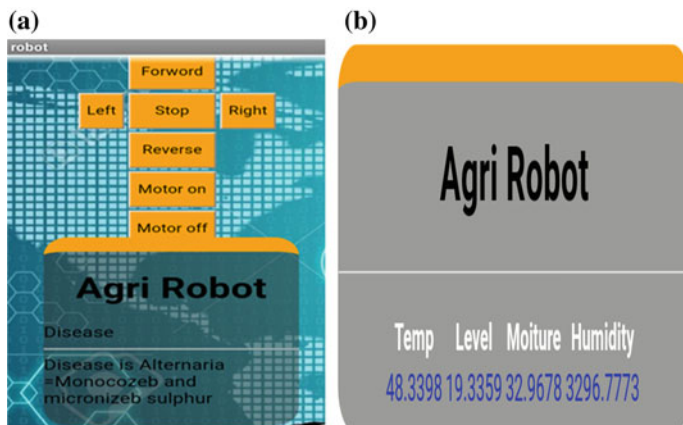 (a)
robot
Forword
Left Stop Right
Reverse
Motor on
Motor off
Agri Robot
Disease
Disease is Alternaria
=Monocozeb and
micronizeb sulphur
(b)
Agri Robot
Temp Level Moiture Humidity
48.3398 19.3359 32.9678 3296.7773